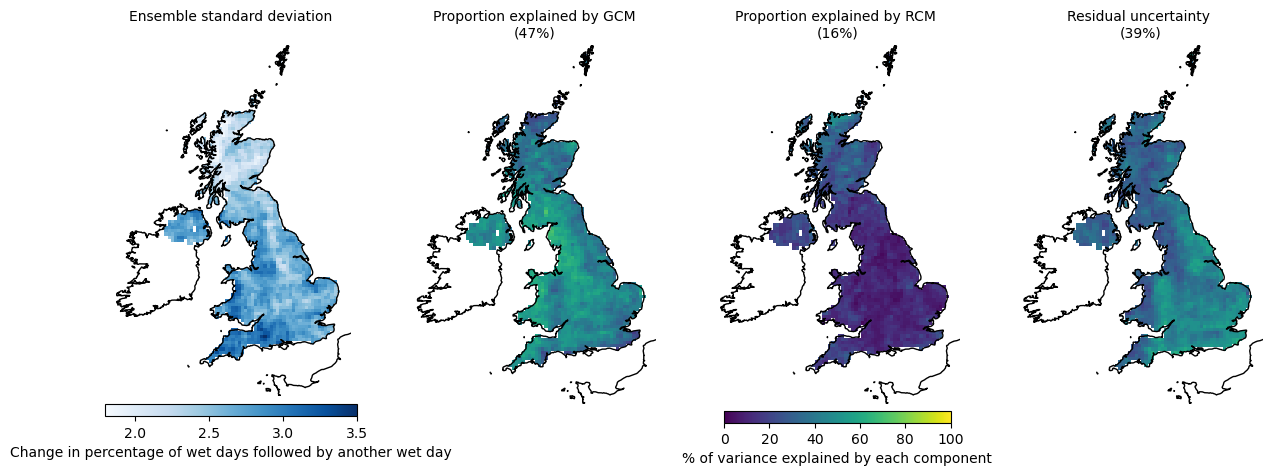 Ensemble standard deviation
Proportion explained by GCM
(47%)
Proportion explained by RCM
(16%)
Residual uncertainty
(39%)
2.0 2.5 3.0 3.5
Change in percentage of wet days followed by another wet day
0 20 40 60 80 100
% of variance explained by each component